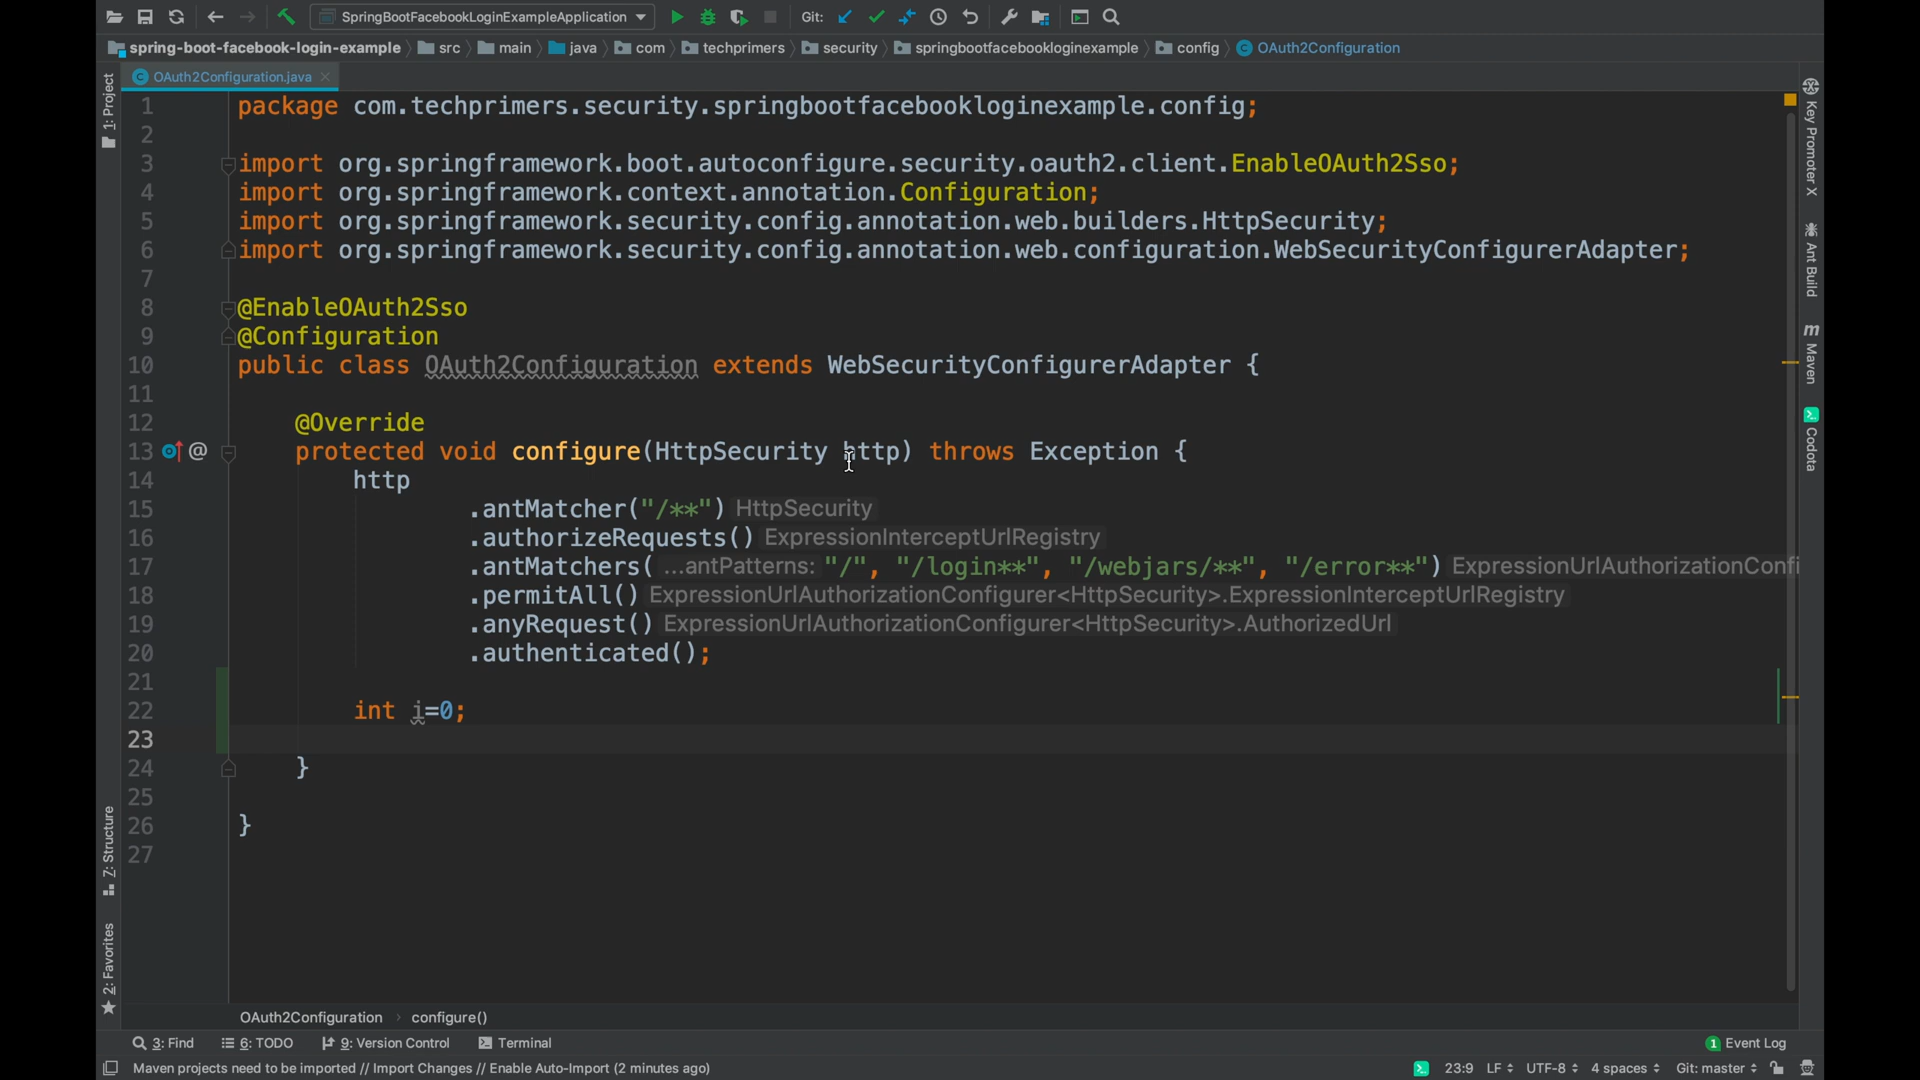 SpringBootFacebookLoginExampleApplication Git:
spring-boot-facebook-login-example src main java com techprimers security springbootfacebookloginexample config OAuth2Configuration
OAuth2Configuration.java
1: Project
Z: Structure
2: Favorites
1 package com.techprimers.security.springbootfacebookloginexample.config;
2
3 import org.springframework.boot.autoconfigure.security.oauth2.client.EnableOAuth2Sso;
4 import org.springframework.context.annotation.Configuration;
5 import org.springframework.security.config.annotation.web.builders.HttpSecurity;
6 import org.springframework.security.config.annotation.web.configuration.WebSecurityConfigurerAdapter;
7
8 @EnableOAuth2Sso
9 @Configuration
10 public class OAuth2Configuration extends WebSecurityConfigurerAdapter {
11
12 @Override
13 @ protected void configure(HttpSecurity http) throws Exception {
14 http
15 .antMatcher("/**") HttpSecurity
16 .authorizeRequests() ExpressionInterceptUrlRegistry
17 .antMatchers( ...antPatterns: "/", "/login**", "/webjars/**", "/error**") ExpressionUrlAuthorizationConfi
18 .permitAll() ExpressionUrlAuthorizationConfigurer<HttpSecurity>.ExpressionInterceptUrlRegistry
19 .anyRequest() ExpressionUrlAuthorizationConfigurer<HttpSecurity>.AuthorizedUrl
20 .authenticated();
21
22 int i=0;
23
24 }
25
26 }
27
Key Promoter X
Ant Build
m Maven
Codota
OAuth2Configuration › configure()
3: Find 6: TODO 9: Version Control Terminal 1 Event Log
Maven projects need to be imported // Import Changes // Enable Auto-Import (2 minutes ago) 23:9 LF UTF-8 4 spaces Git: master